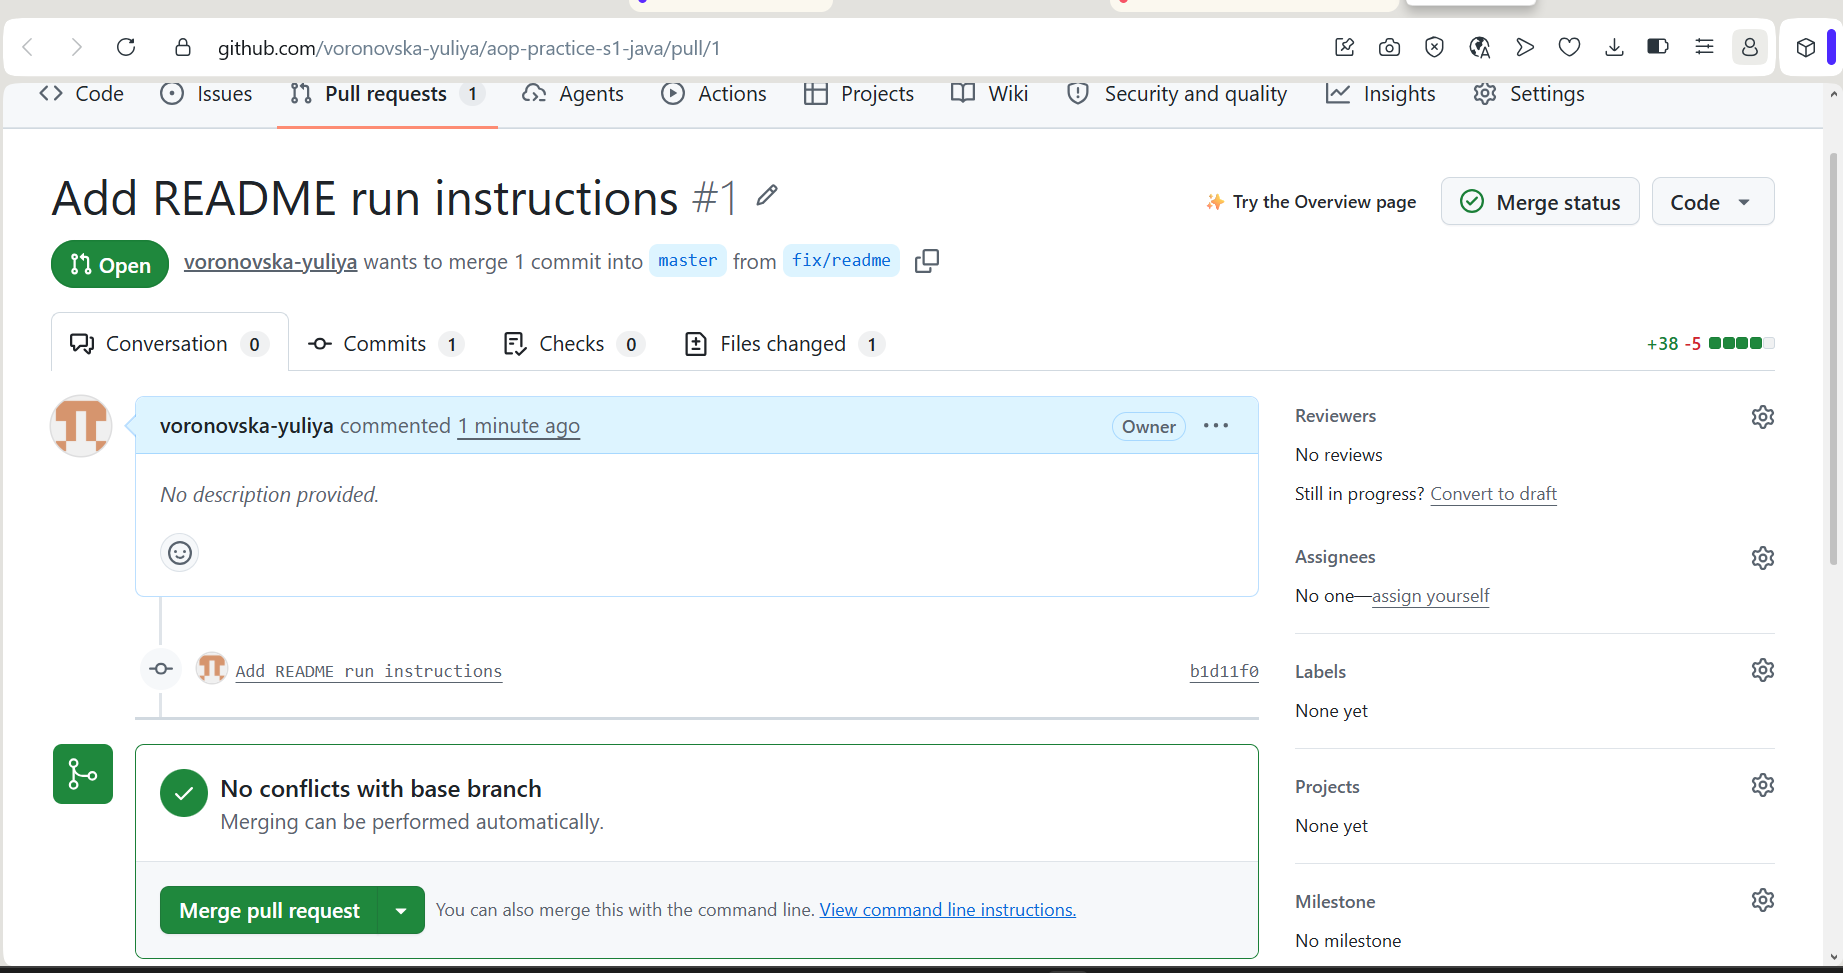 github.com/voronovska-yuliya/aop-practice-s1-java/pull/1
Code Issues Pull requests 1 Agents Actions Projects Wiki Security and quality Insights Settings
Add README run instructions #1
Try the Overview page Merge status Code
Open voronovska-yuliya wants to merge 1 commit into master from fix/readme
Conversation 0 Commits 1 Checks 0 Files changed 1
+38 -5
voronovska-yuliya commented 1 minute ago Owner
No description provided.
Add README run instructions b1d11f0
No conflicts with base branch
Merging can be performed automatically.
Merge pull request You can also merge this with the command line. View command line instructions.
Reviewers
No reviews
Still in progress? Convert to draft
Assignees
No one—assign yourself
Labels
None yet
Projects
None yet
Milestone
No milestone